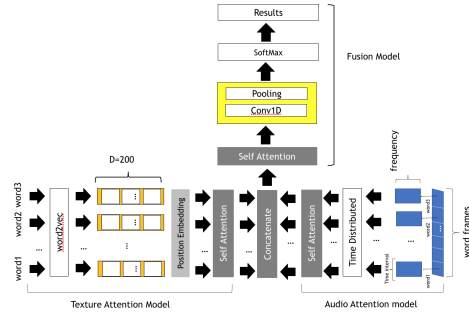 Results
SoftMax
Fusion Model
Pooling
Conv1D
Self Attention
D=200
frequency
word3
word2
...
word1
word2vec
...
...
...
...
...
Position Embedding
...
Self Attention
...
Concatenate
...
Self Attention
...
Time Distributed
...
...
Time Interval
word3
word2
...
word1
word frames
Texture Attention Model
Audio Attention model